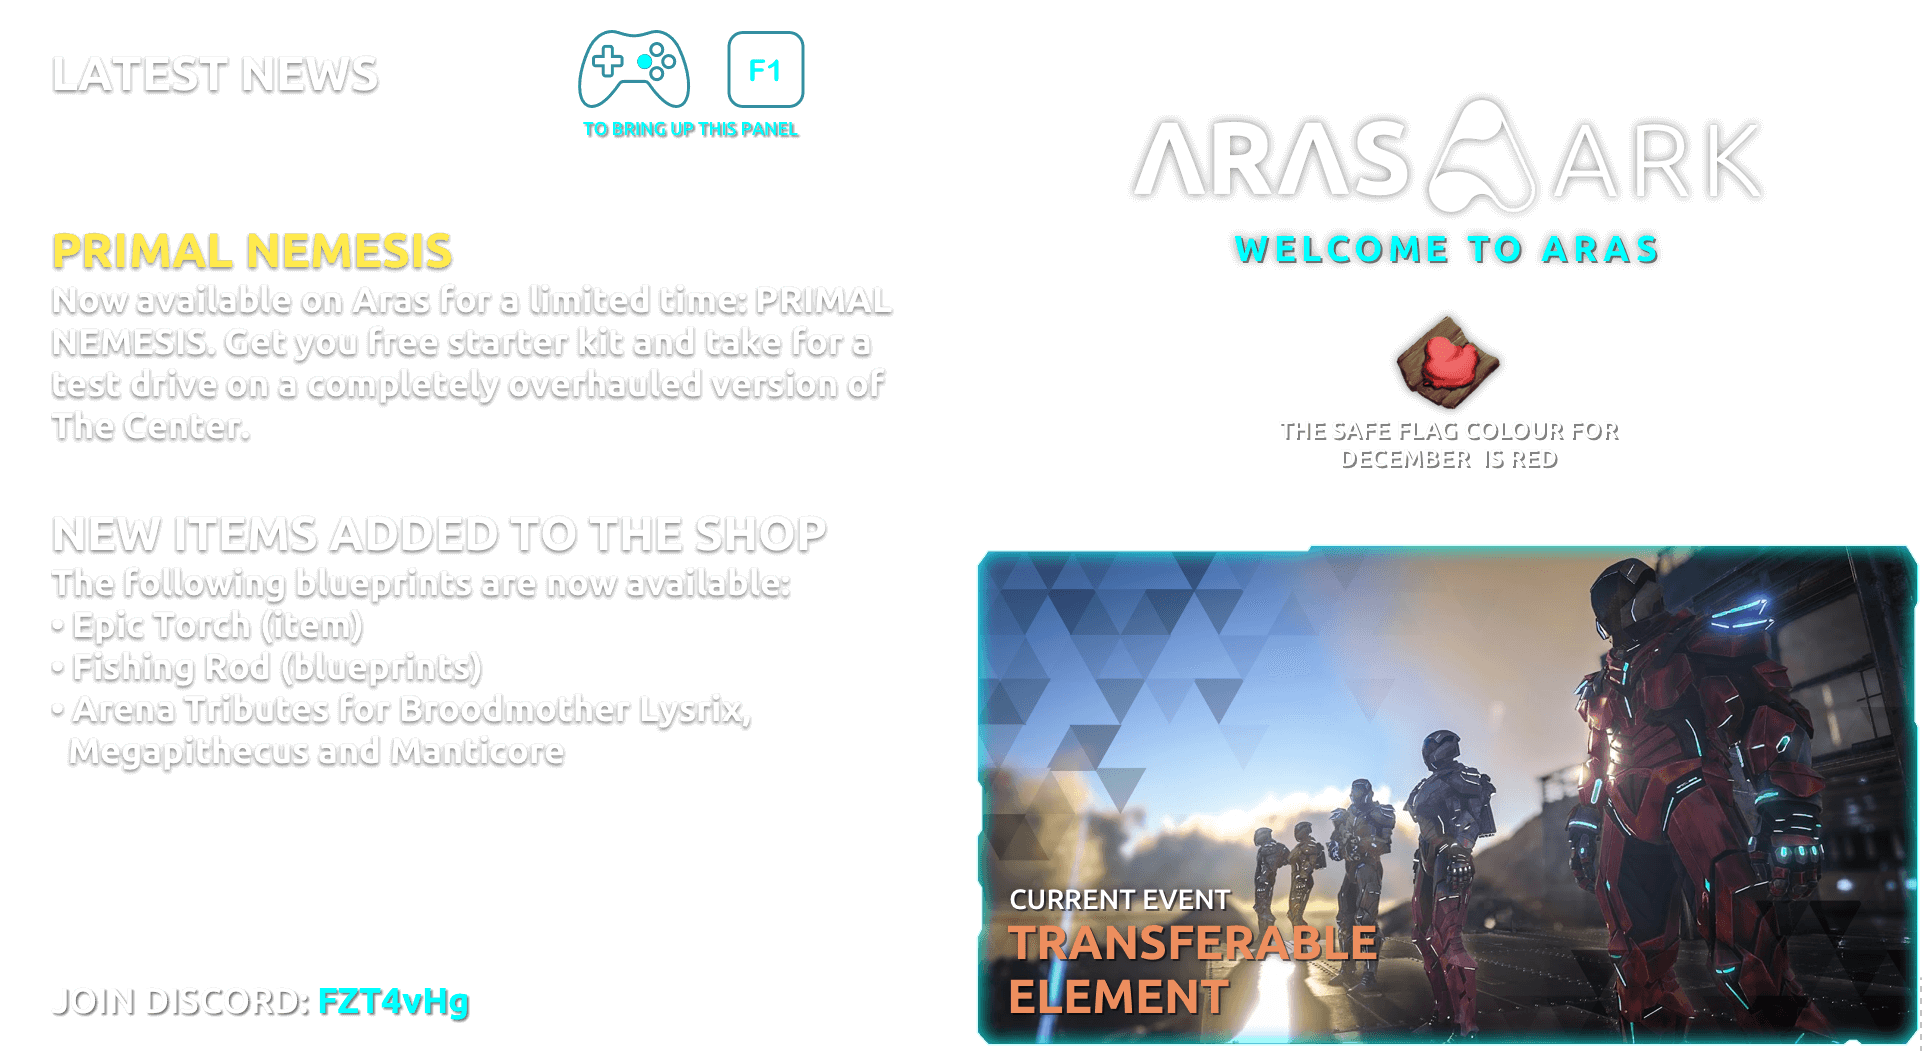 LATEST NEWS
F1
TO BRING UP THIS PANEL
PRIMAL NEMESIS
Now available on Aras for a limited time: PRIMAL
NEMESIS. Get you free starter kit and take for a
test drive on a completely overhauled version of
The Center.
NEW ITEMS ADDED TO THE SHOP
The following blueprints are now available:
• Epic Torch (item)
• Fishing Rod (blueprints)
• Arena Tributes for Broodmother Lysrix,
Megapithecus and Manticore
JOIN DISCORD: FZT4vHg
ARAS ARK
WELCOME TO ARAS
THE SAFE FLAG COLOUR FOR
DECEMBER IS RED
CURRENT EVENT
TRANSFERABLE
ELEMENT